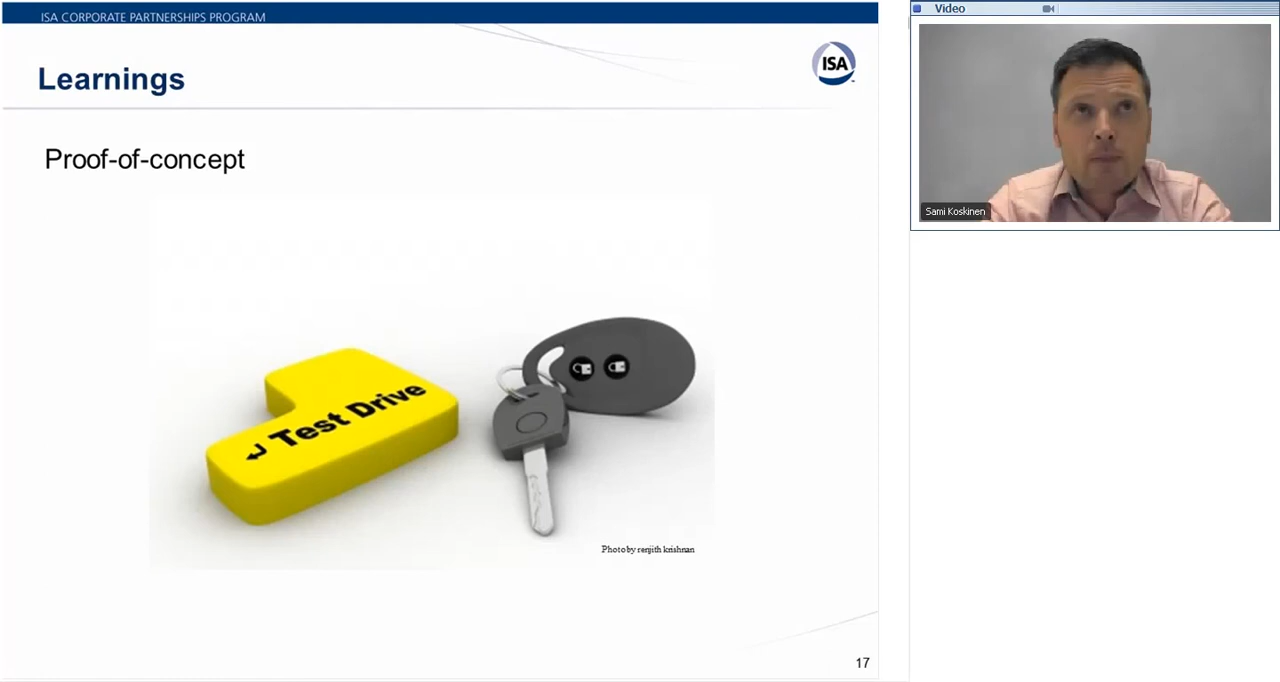 ISA CORPORATE PARTNERSHIPS PROGRAM
ISA
Learnings
Proof-of-concept
Test Drive
Photo by renjith krishnan
17
Video
Sami Koskinen